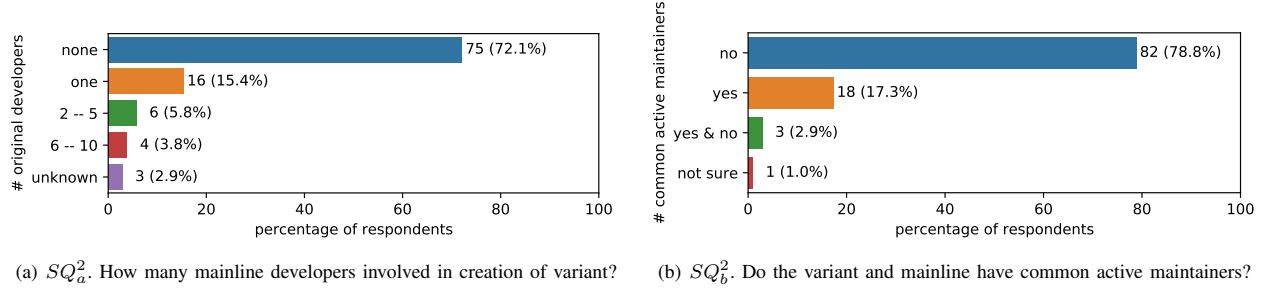 # original developers
none
75 (72.1%)
one
16 (15.4%)
2 -- 5
6 (5.8%)
6 -- 10
4 (3.8%)
unknown
3 (2.9%)
0 20 40 60 80 100
percentage of respondents
(a) SQ²ₐ. How many mainline developers involved in creation of variant?
# common active maintainers
no
82 (78.8%)
yes
18 (17.3%)
yes & no
3 (2.9%)
not sure
1 (1.0%)
0 20 40 60 80 100
percentage of respondents
(b) SQ²_b. Do the variant and mainline have common active maintainers?